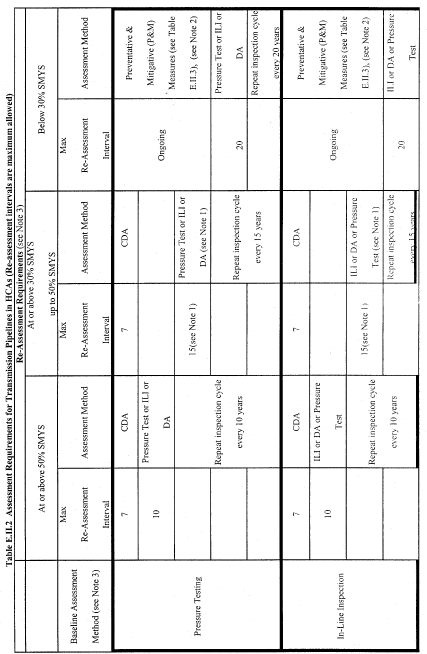 Table E.II.2 Assessment Requirements for Transmission Pipelines in HCAs (Re-assessment intervals are maximum allowed)
Re-Assessment Requirements (see Note 3)
At or above 50% SMYS
At or above 30% SMYS
up to 50% SMYS
Below 30% SMYS
Baseline Assessment
Method (see Note 3)
Max
Re-Assessment
Interval
Assessment Method
Max
Re-Assessment
Interval
Assessment Method
Max
Re-Assessment
Interval
Assessment Method
Pressure Testing
7
CDA
7
CDA
Ongoing
Preventative &
Mitigative (P&M)
Measures (see Table
E.II.3), (see Note 2)
10
Pressure Test or ILI or
DA
15(see Note 1)
Pressure Test or ILI or
DA (see Note 1)
Repeat inspection cycle
every 10 years
Repeat inspection cycle
every 15 years
20
Pressure Test or ILI or
DA
Repeat inspection cycle
every 20 years
In-Line Inspection
7
CDA
7
CDA
Ongoing
Preventative &
Mitigative (P&M)
Measures (see Table
E.II.3), (see Note 2)
10
ILI or DA or Pressure
Test
15(see Note 1)
ILI or DA or Pressure
Test (see Note 1)
Repeat inspection cycle
every 10 years
Repeat inspection cycle
every 15 years
20
ILI or DA or Pressure
Test